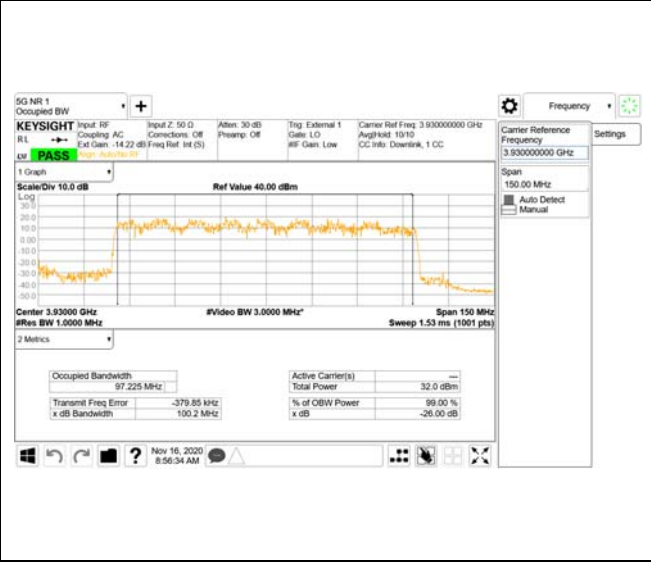 5G NR 1
Occupied BW
+
Frequency
KEYSIGHT Input: RF Input Z: 50 Ω Atten: 30 dB Trig: External 1 Carrier Ref Freq: 3.930000000 GHz
RL Coupling: AC Corrections: Off Preamp: Off Gate: LO Avg|Hold: 10/10
Ext Gain: -14.22 dB Freq Ref: Int (S) #IF Gain: Low CC Info: Downlink, 1 CC
PASS Align: Auto/No RF
Carrier Reference
Frequency
3.930000000 GHz
Settings
Span
150.00 MHz
Auto Detect
Manual
1 Graph
Scale/Div 10.0 dB Ref Value 40.00 dBm
Log
30.0
20.0
10.0
0.00
-10.0
-20.0
-30.0
-40.0
-50.0
Center 3.93000 GHz #Video BW 3.0000 MHz* Span 150 MHz
#Res BW 1.0000 MHz Sweep 1.53 ms (1001 pts)
2 Metrics
Occupied Bandwidth
97.225 MHz
Transmit Freq Error -379.85 kHz
x dB Bandwidth 100.2 MHz
Active Carrier(s) ---
Total Power 32.0 dBm
% of OBW Power 99.00 %
x dB -26.00 dB
? Nov 16, 2020
8:56:34 AM